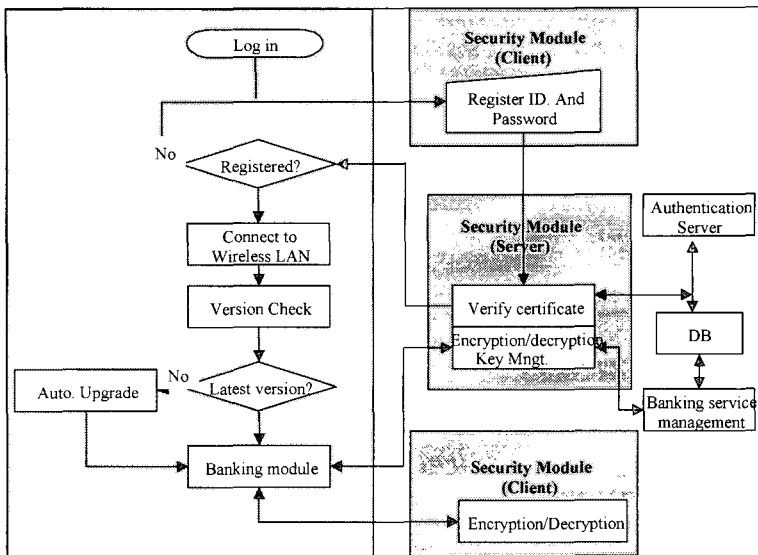 Log in
Security Module
(Client)
Register ID. And
Password
No
Registered?
Connect to
Wireless LAN
Security Module
(Server)
Authentication
Server
Version Check
Verify certificate
Encryption/decryption
Key Mngt.
DB
No
Auto. Upgrade
Latest version?
Banking service
management
Banking module
Security Module
(Client)
Encryption/Decryption